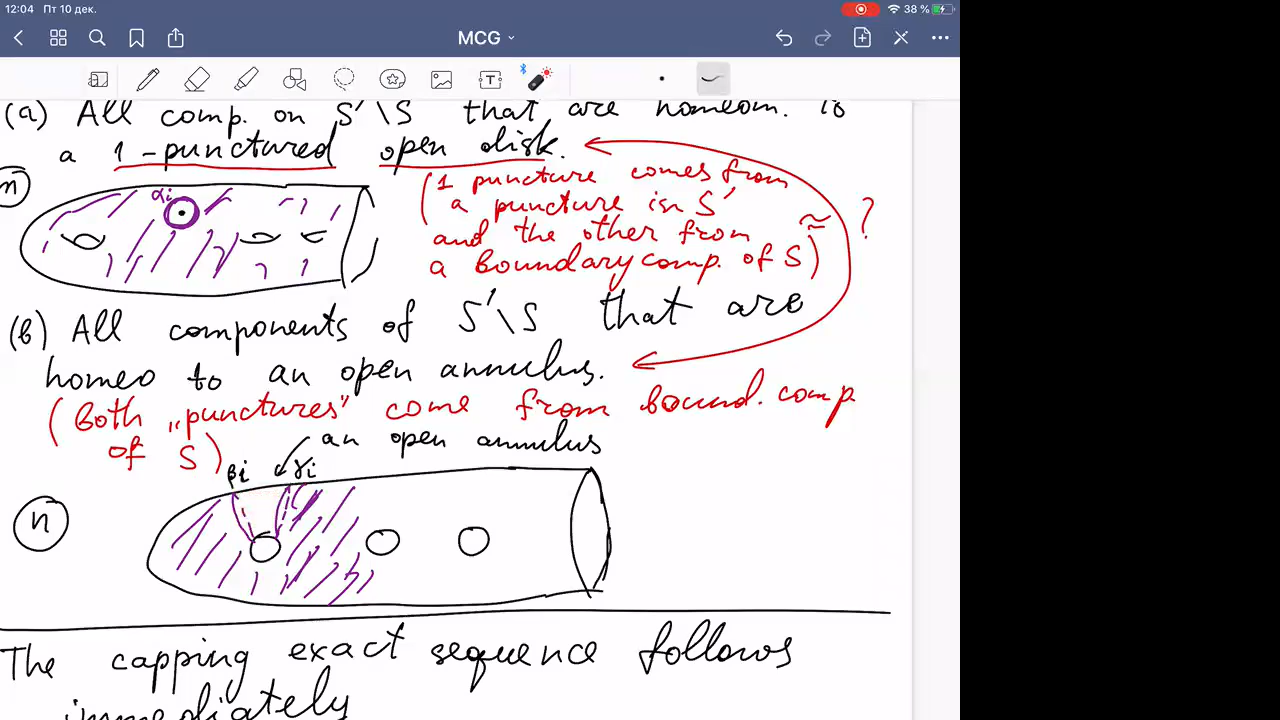 12:04 Пт 10 дек.
38 %
MCG
(a) All comp. on S' \ S that are homeom. to
a 1-punctured open disk.
n
αi
(1 puncture comes from
a puncture in S'
and the other from
a boundary comp. of S)
≈ ?
(b) All components of S' \ S that are
homeo to an open annulus.
(Both „punctures" come from bound. comp.
of S)
an open annulus
βi γi
n
The capping exact sequence follows
immediately